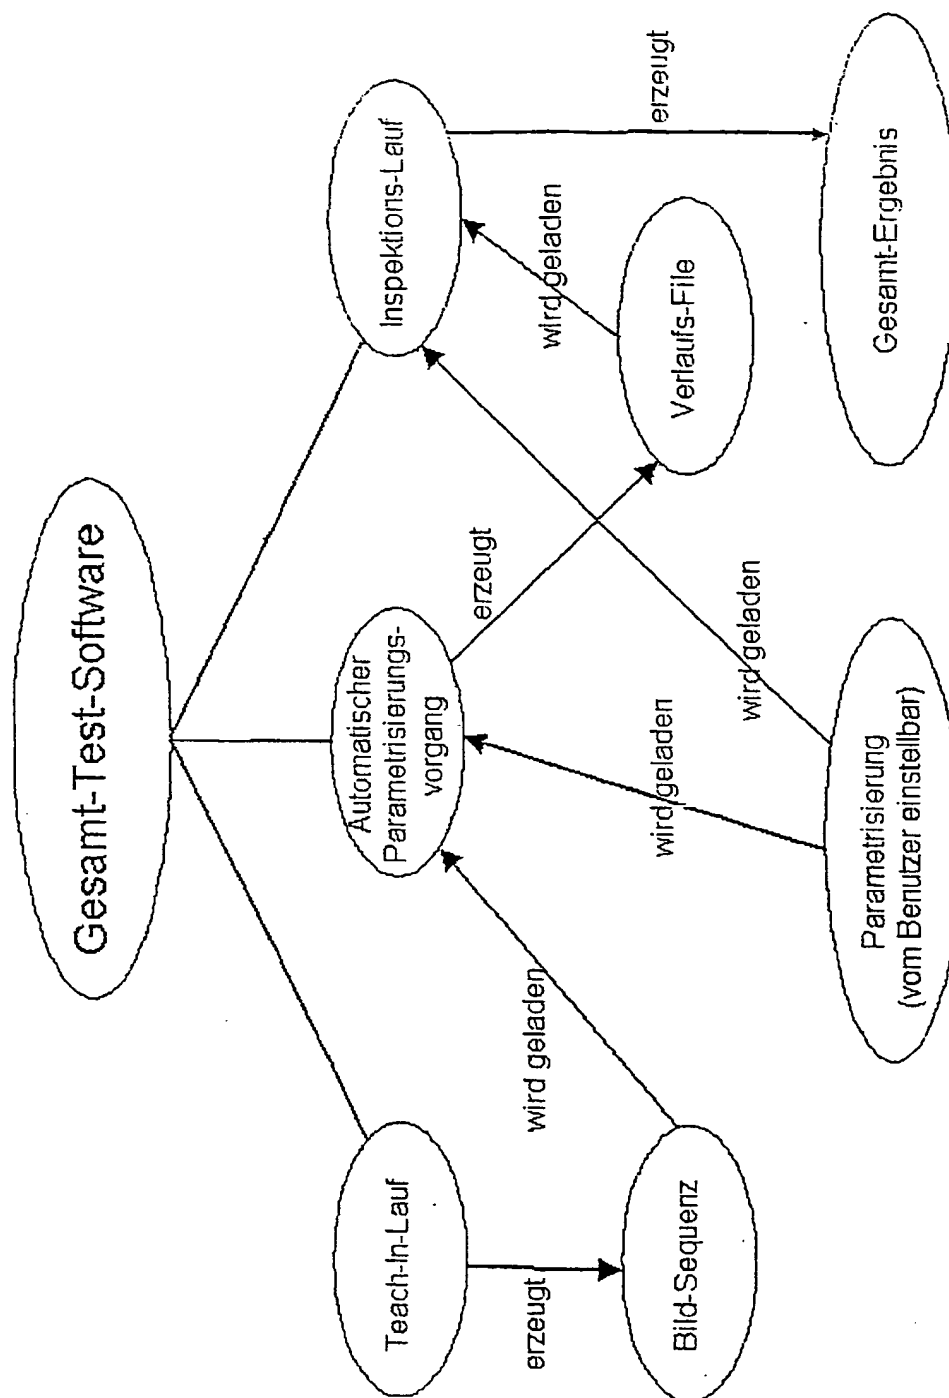 Gesamt-Test-Software
Teach-In-Lauf
Automatischer
Parametrisierungs-
vorgang
Inspektions-Lauf
erzeugt
wird geladen
erzeugt
wird geladen
erzeugt
Bild-Sequenz
wird geladen
wird geladen
Verlaufs-File
Parametrisierung
(vom Benutzer einstellbar)
Gesamt-Ergebnis